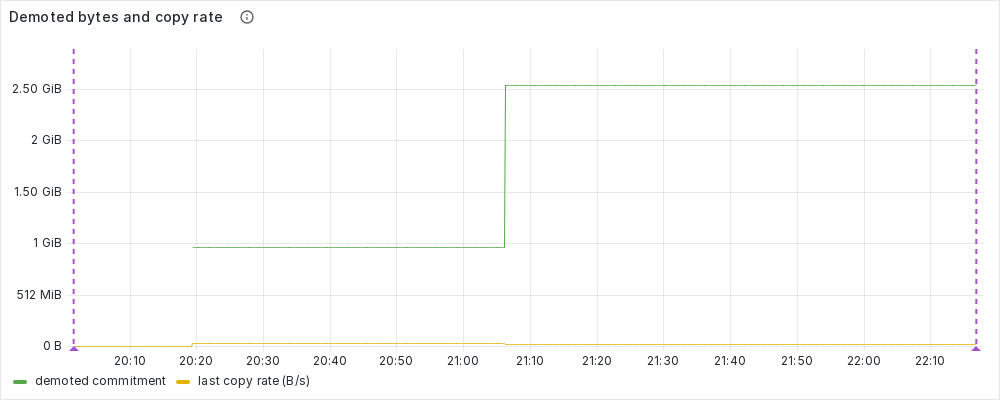 Demoted bytes and copy rate
2.50 GiB
2 GiB
1.50 GiB
1 GiB
512 MiB
0 B
20:10 20:20 20:30 20:40 20:50 21:00 21:10 21:20 21:30 21:40 21:50 22:00 22:10
demoted commitment last copy rate (B/s)